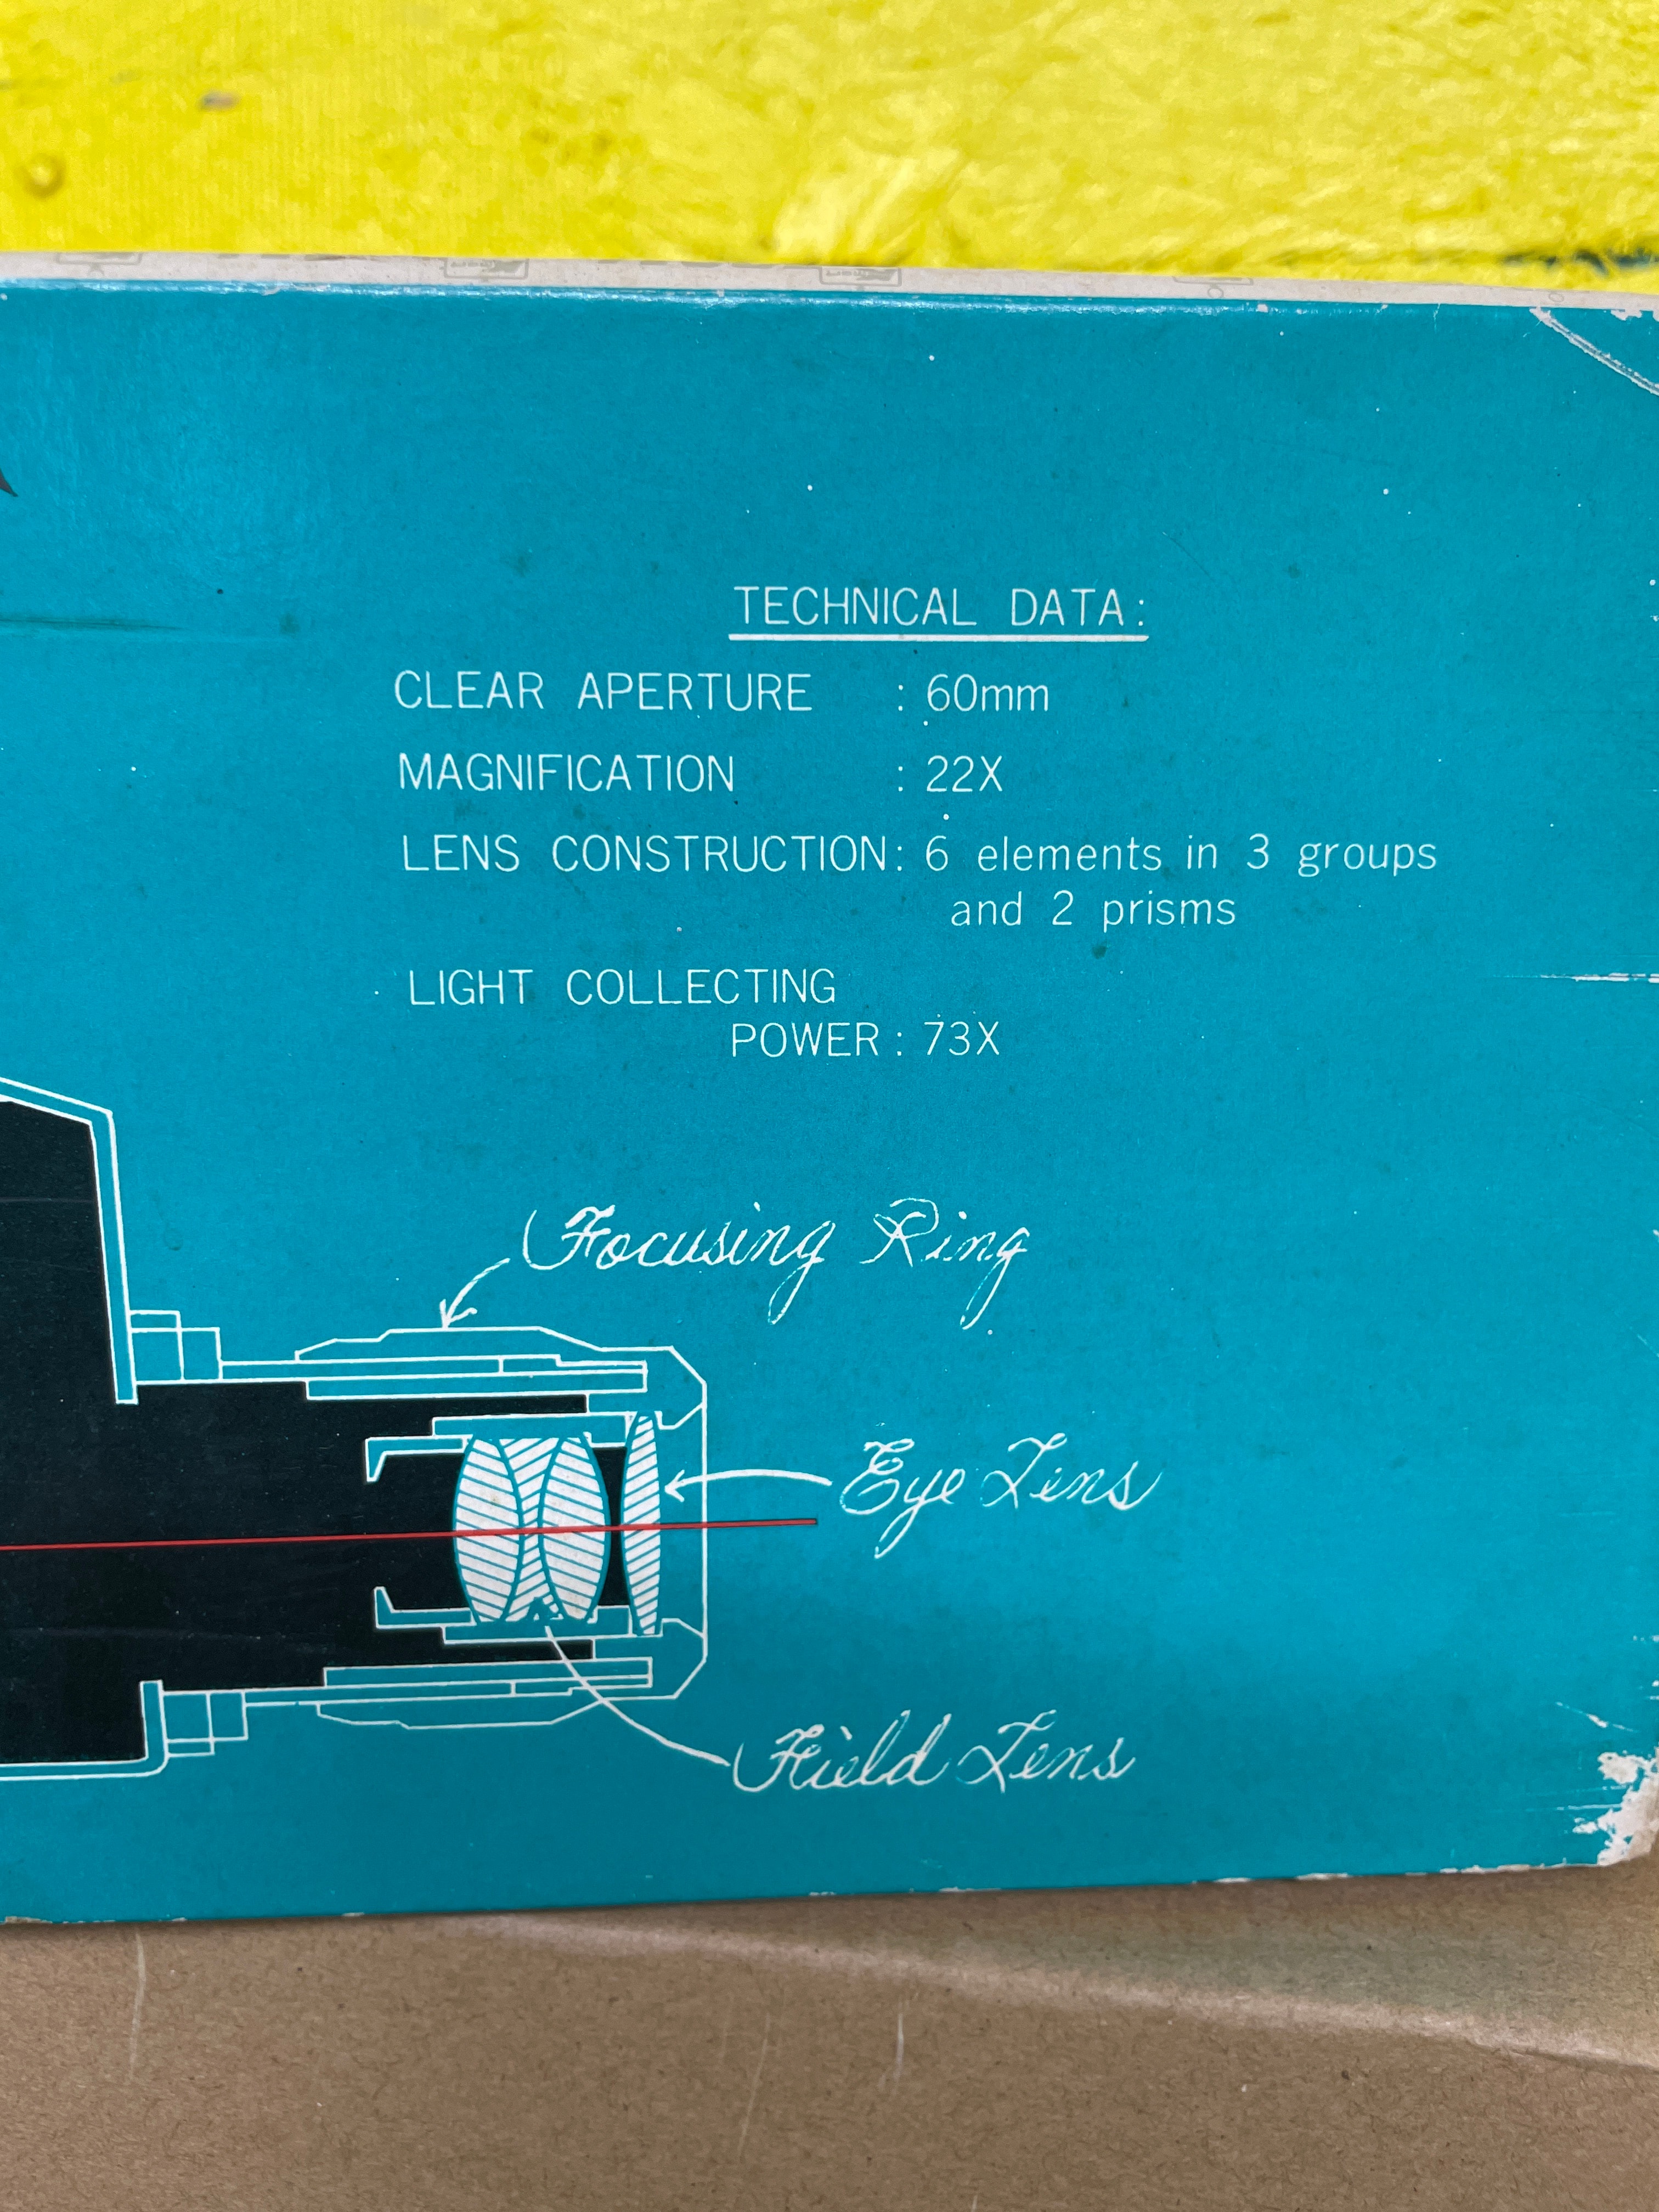 TECHNICAL DATA:
CLEAR APERTURE : 60mm
MAGNIFICATION : 22X
LENS CONSTRUCTION: 6 elements in 3 groups
and 2 prisms
LIGHT COLLECTING
POWER: 73X
Focusing Ring
Eye Lens
Field Lens